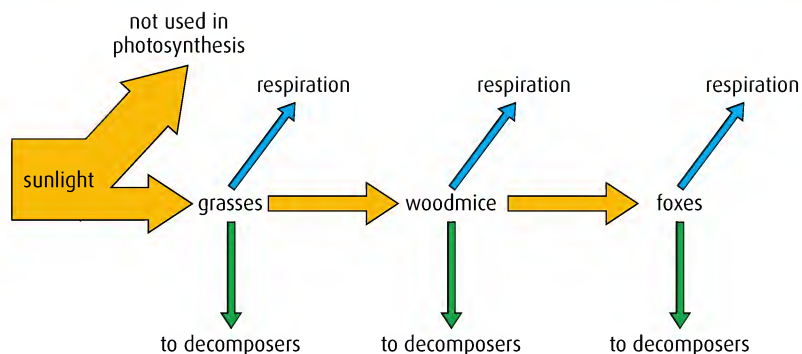 not used in
photosynthesis
respiration
respiration
respiration
sunlight
grasses
woodmice
foxes
to decomposers
to decomposers
to decomposers